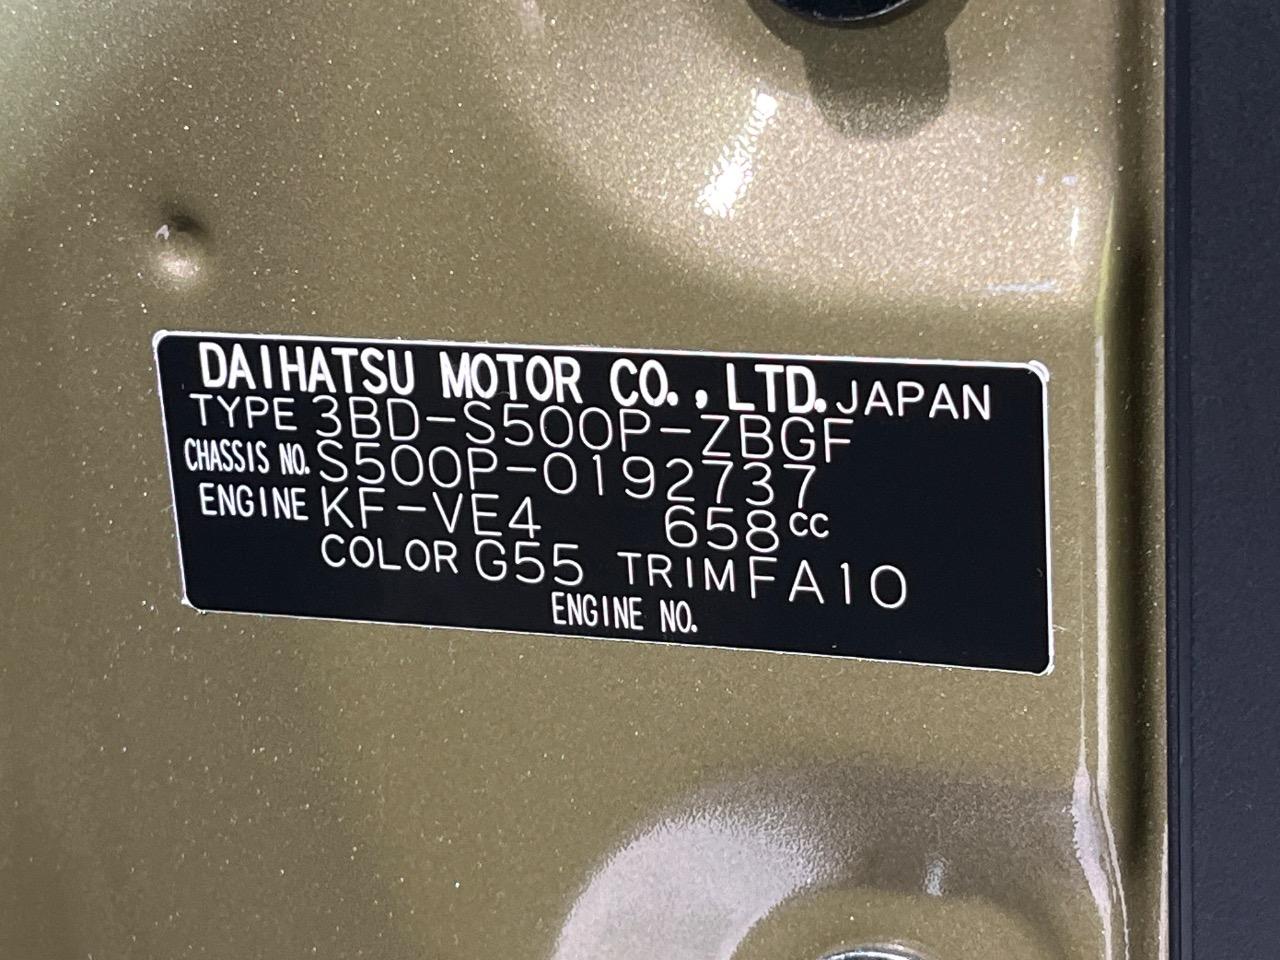 DAIHATSU MOTOR CO., LTD. JAPAN
TYPE 3BD-S500P-ZBGF
CHASSIS NO. S500P-0192737
ENGINE KF-VE4 658cc
COLOR G55 TRIM FA10
ENGINE NO.